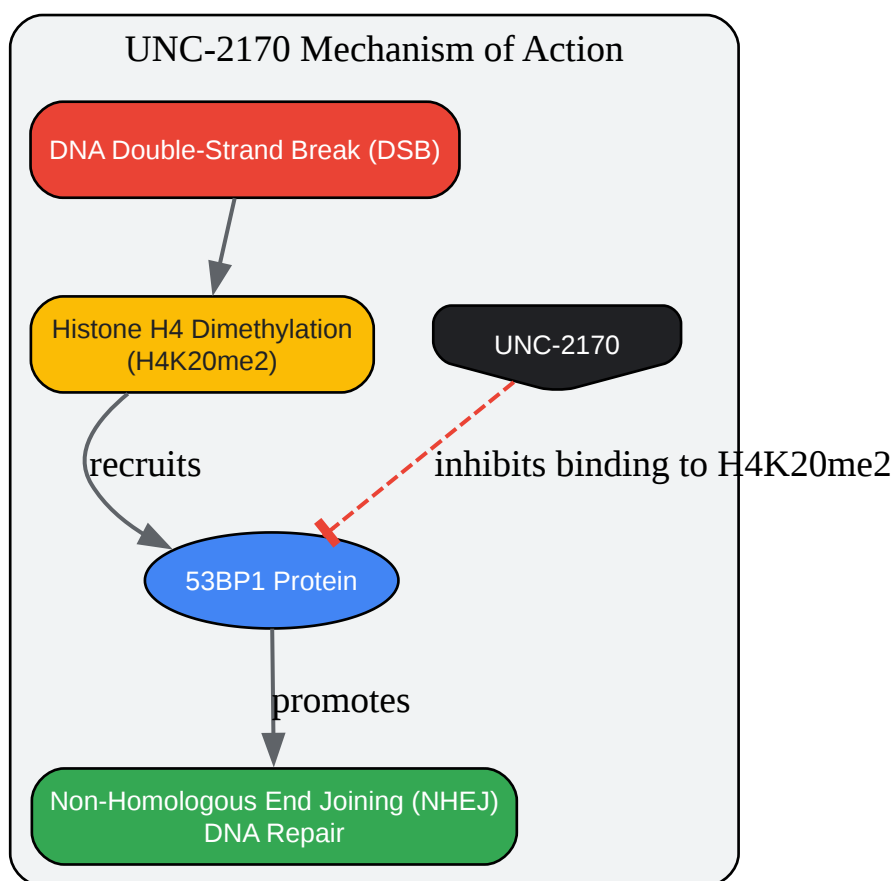 UNC-2170 Mechanism of Action
DNA Double-Strand Break (DSB)
Histone H4 Dimethylation
(H4K20me2)
UNC-2170
recruits
inhibits binding to H4K20me2
53BP1 Protein
promotes
Non-Homologous End Joining (NHEJ)
DNA Repair